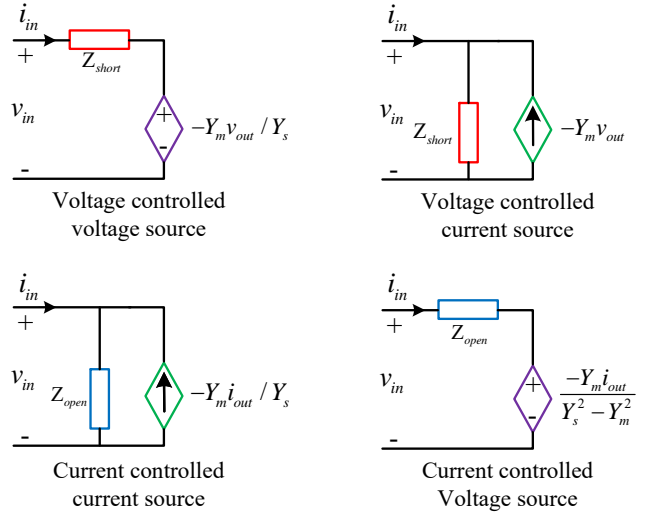 i_in
+
Z_short
v_in
+
-
−Y_m v_out / Y_s
-
Voltage controlled
voltage source
i_in
+
v_in
Z_short
−Y_m v_out
-
Voltage controlled
current source
i_in
+
v_in
Z_open
−Y_m i_out / Y_s
-
Current controlled
current source
i_in
+
Z_open
v_in
+
-
−Y_m i_out
Y_s^2 − Y_m^2
-
Current controlled
Voltage source